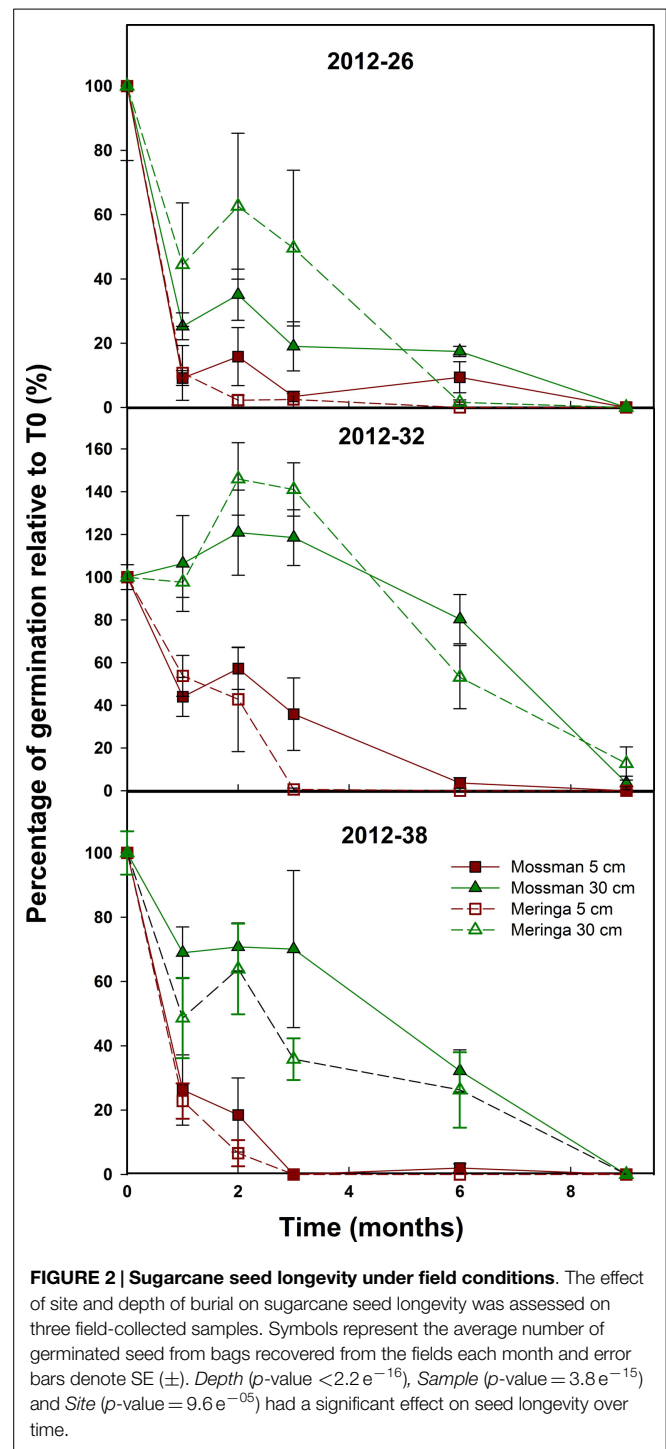 2012-26
100
80
60
40
20
0
2012-32
160
140
120
100
80
60
40
20
0
2012-38
Mossman 5 cm
Mossman 30 cm
Meringa 5 cm
Meringa 30 cm
100
80
60
40
20
0
0 2 4 6 8
Percentage of germination relative to T0 (%)
Time (months)
FIGURE 2 | Sugarcane seed longevity under field conditions. The effect
of site and depth of burial on sugarcane seed longevity was assessed on
three field-collected samples. Symbols represent the average number of
germinated seed from bags recovered from the fields each month and error
bars denote SE (±). Depth (p-value <2.2 e−16), Sample (p-value = 3.8 e−15)
and Site (p-value = 9.6 e−05) had a significant effect on seed longevity over
time.